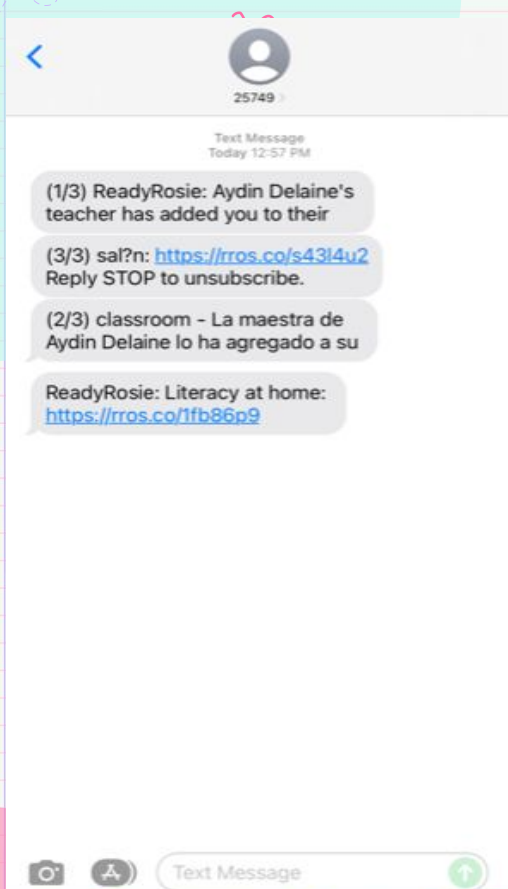 25749
Text Message
Today 12:57 PM
(1/3) ReadyRosie: Aydin Delaine's
teacher has added you to their
(3/3) sal?n: https://rros.co/s43l4u2
Reply STOP to unsubscribe.
(2/3) classroom - La maestra de
Aydin Delaine lo ha agregado a su
ReadyRosie: Literacy at home:
https://rros.co/1fb86p9
Text Message